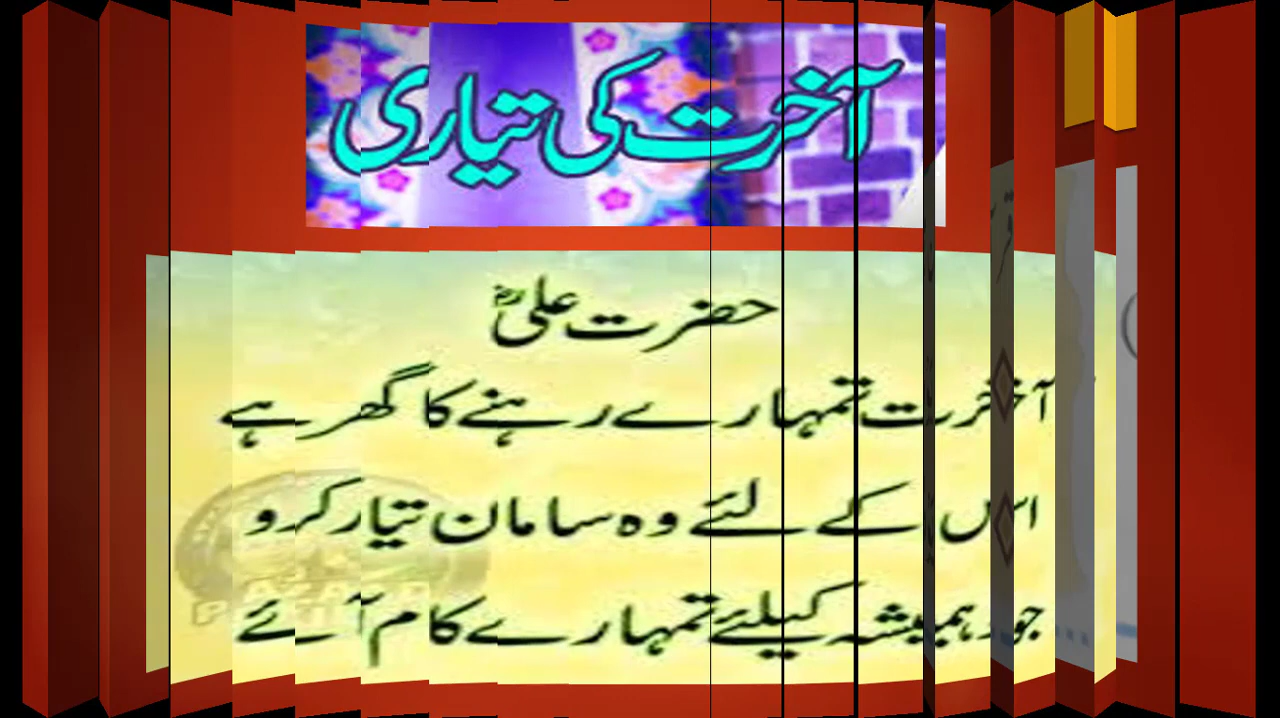 آخرت کی تیاری
حضرت علیؓ
آخرت تمہارے رہنے کا گھر ہے
اس کے لئے وہ سامان تیار کرو
جو ہمیشہ کیلئے تمہارے کام آئے